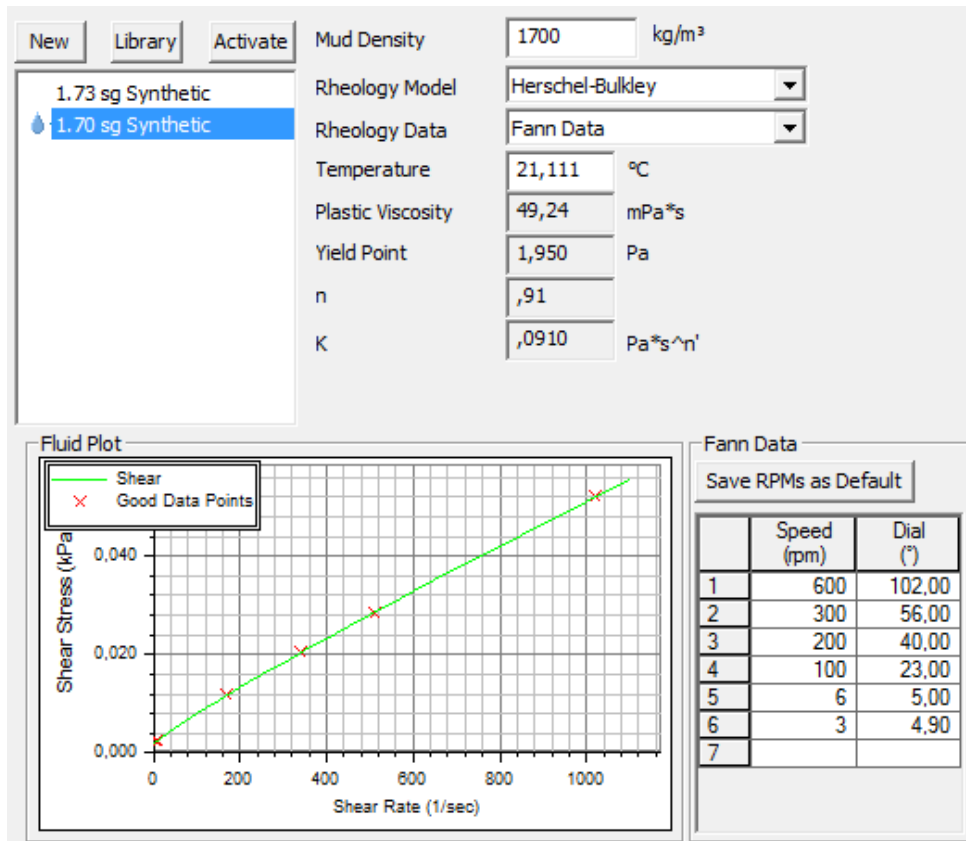 New Library Activate
1.73 sg Synthetic
1.70 sg Synthetic
Mud Density 1700 kg/m³
Rheology Model Herschel-Bulkley
Rheology Data Fann Data
Temperature 21,111 ºC
Plastic Viscosity 49,24 mPa*s
Yield Point 1,950 Pa
n ,91
K ,0910 Pa*s^n'
Fluid Plot
Shear
Good Data Points
Shear Stress (kPa
0,040
0,020
0,000
0 200 400 600 800 1000
Shear Rate (1/sec)
Fann Data
Save RPMs as Default
Speed (rpm) Dial (°)
1 600 102,00
2 300 56,00
3 200 40,00
4 100 23,00
5 6 5,00
6 3 4,90
7